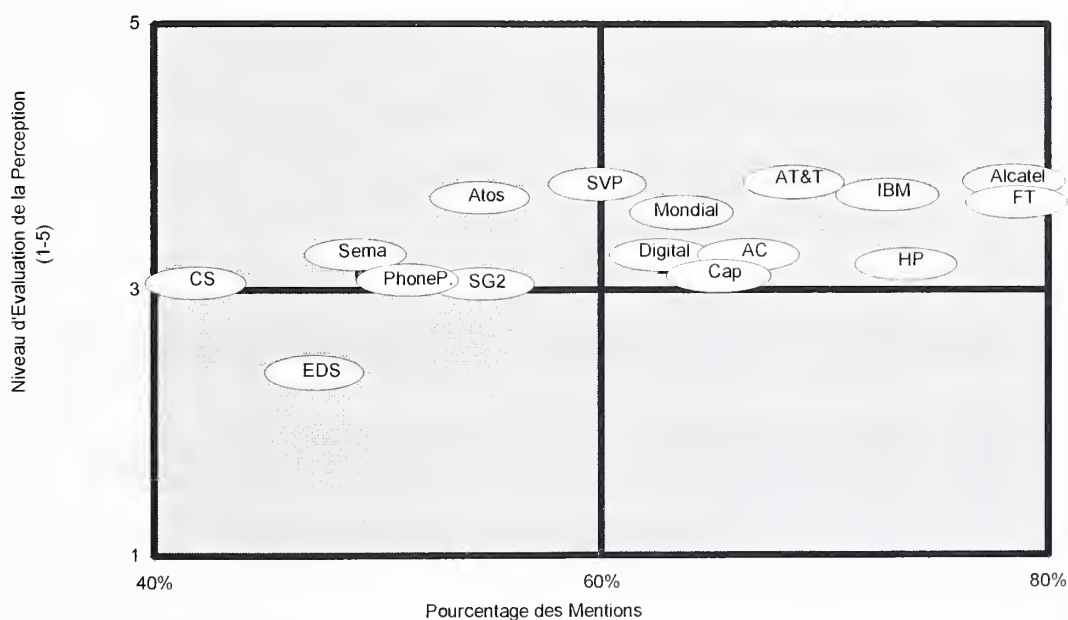 Niveau d'Evaluation de la Perception
(1-5)
5
3
1
Atos
SVP
AT&T
IBM
Alcatel
FT
Mondial
Sema
Digital
AC
HP
CS
PhoneP.
SG2
Cap
EDS
40%
60%
80%
Pourcentage des Mentions